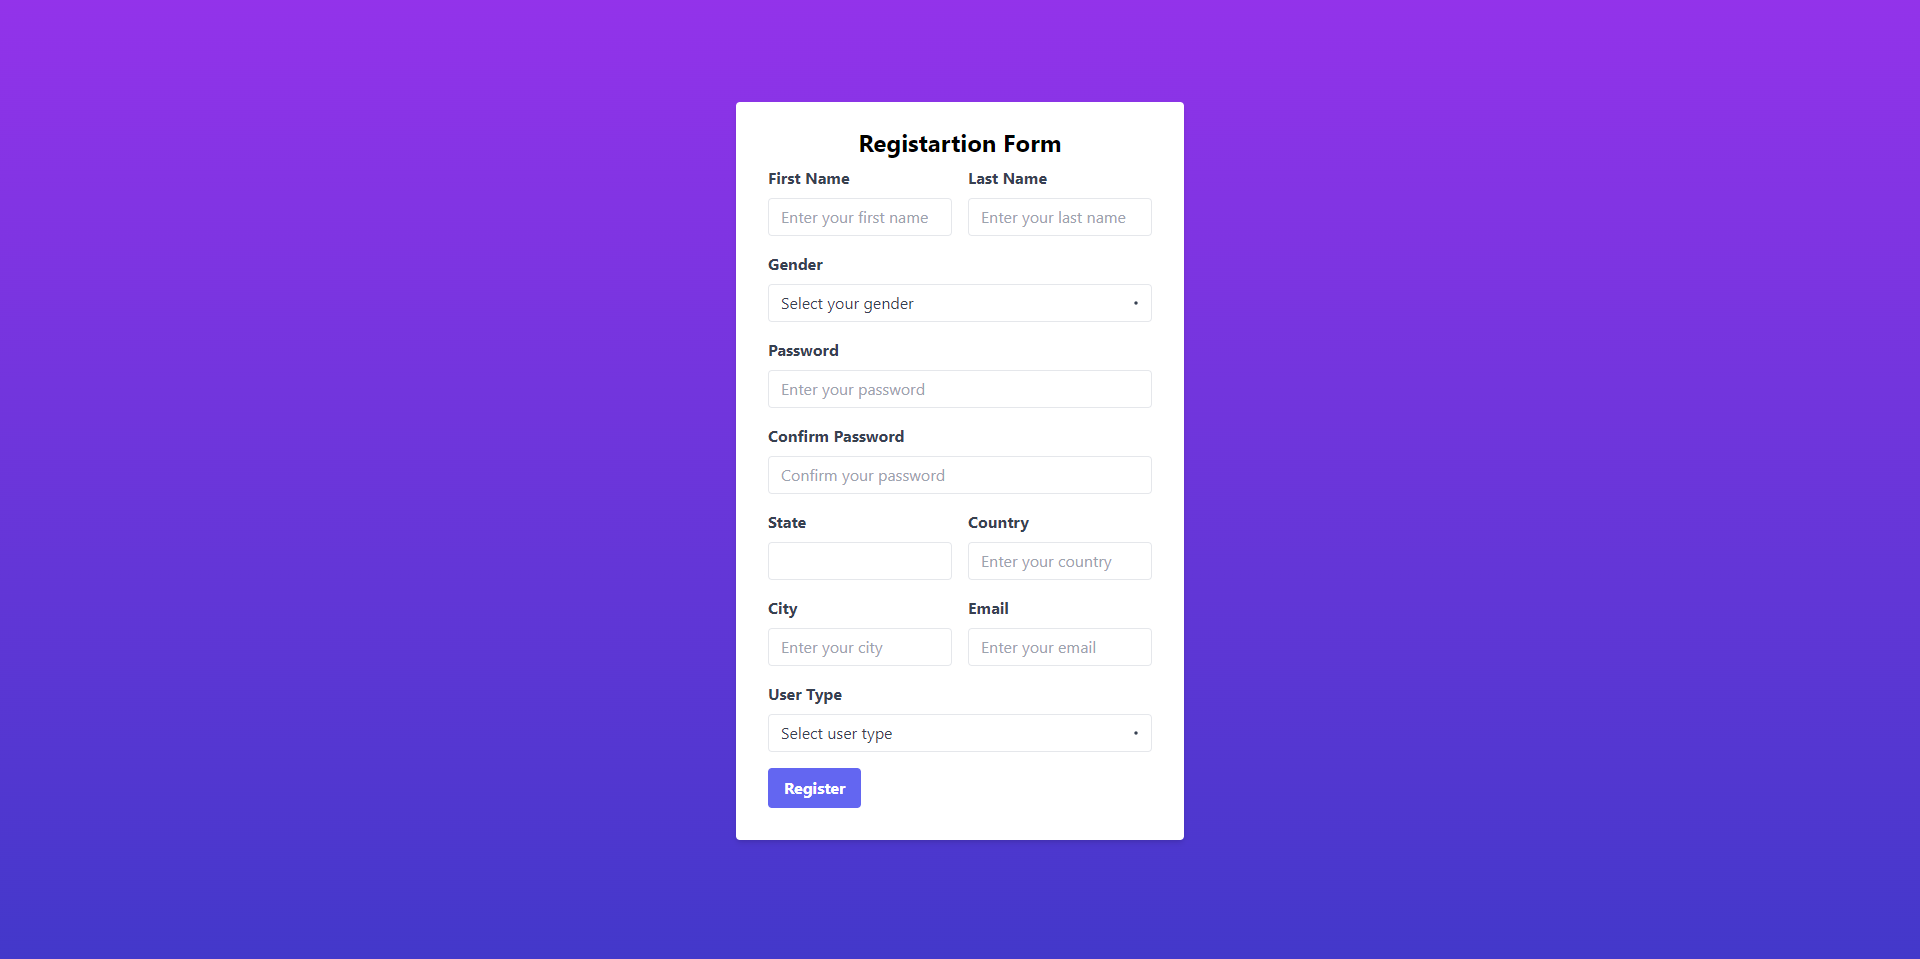 Registartion Form
First Name Last Name
Enter your first name Enter your last name
Gender
Select your gender
Password
Enter your password
Confirm Password
Confirm your password
State Country
Enter your country
City Email
Enter your city Enter your email
User Type
Select user type
Register